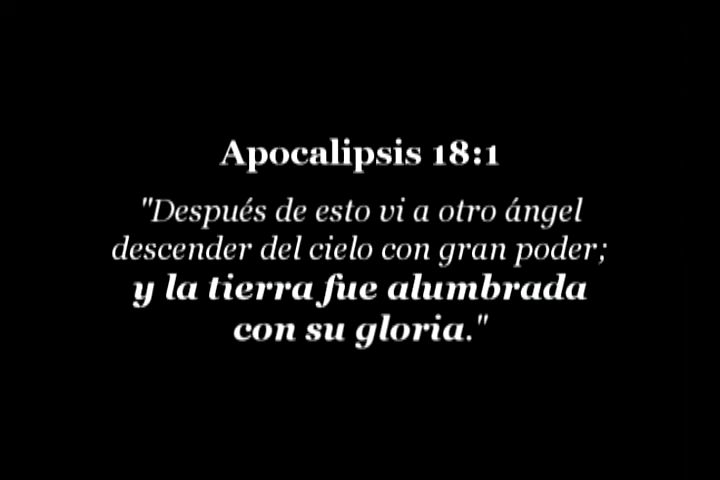 Apocalipsis 18:1
"Después de esto vi a otro ángel
descender del cielo con gran poder;
y la tierra fue alumbrada
con su gloria."